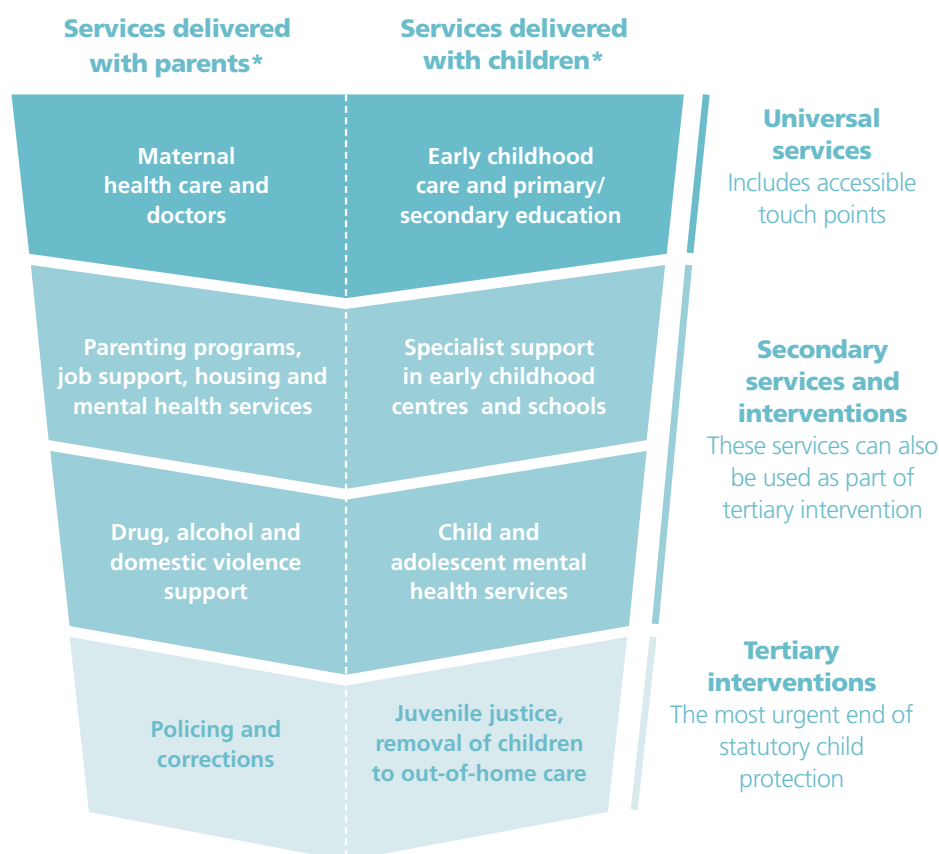 Services delivered
with parents*
Services delivered
with children*
Maternal
health care and
doctors
Early childhood
care and primary/
secondary education
Universal
services
Includes accessible
touch points
Parenting programs,
job support, housing and
mental health services
Specialist support
in early childhood
centres and schools
Secondary
services and
interventions
These services can also
be used as part of
tertiary intervention
Drug, alcohol and
domestic violence
support
Child and
adolescent mental
health services
Tertiary
interventions
The most urgent end of
statutory child
protection
Policing and
corrections
Juvenile justice,
removal of children
to out-of-home care